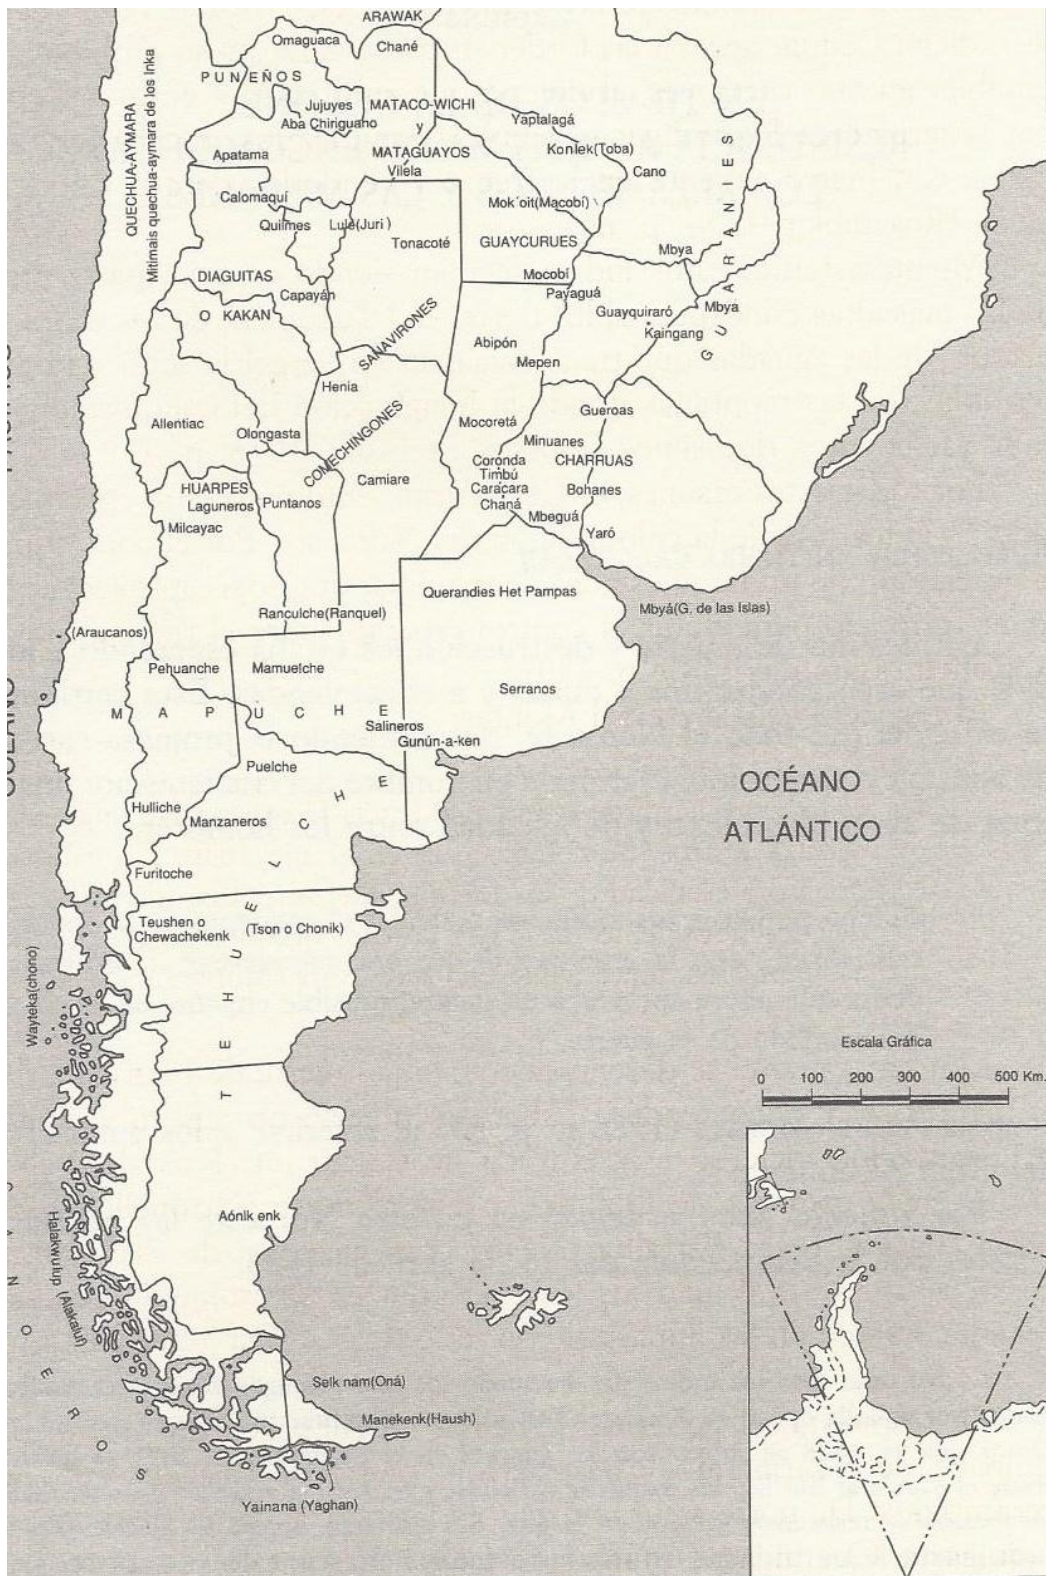 ARAWAK
Omaguaca
Chané
PUNEÑOS
QUECHUA-AYMARA
Mitimais quechua-aymara de los Inka
Jujuyes
MATACO-WICHI
Aba Chiriguano
y
Yaplalagá
MATAGUAYOS
Konlek(Toba)
Apatama
Vilela
Cano
GUARANIES
Calomaquí
Mok´oit(Macobí)
Quilmes
Lule(Juri)
Tonacoté
GUAYCURUES
Mbya
DIAGUITAS
Mocobí
Capayán
Payaguá
O KAKAN
Guayquiraró
Mbya
Kaingang
SANAVIRONES
Abipón
Mepen
Henia
Allentiac
Olongasta
COMECHINGONES
Mocoretá
Gueroas
Minuanes
Coronda
CHARRUAS
Timbú
Camiare
HUARPES
Caracara
Bohanes
Laguneros
Puntanos
Chaná
Mbeguá
Milcayac
Yaró
Querandies Het Pampas
Mbyá(G. de las Islas)
Ranculche(Ranquel)
(Araucanos)
Pehuanche
Mamuelche
Serranos
MAPUCHE
Salineros
Gunún-a-ken
Puelche
OCÉANO
ATLÁNTICO
Hulliche
Manzaneros
Furitoche
TEHUELCHE
Teushen o
Chewachekenk
(Tson o Chonik)
Wayteka(chono)
OCÉANO
Escala Gráfica
0 100 200 300 400 500 Km.
Aónik enk
Halakwulup (Alakaluf)
Selk nam(Oná)
Manekenk(Haush)
Yainana (Yaghan)